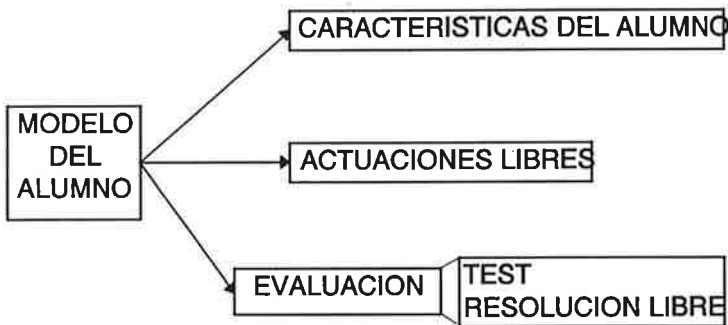 CARACTERISTICAS DEL ALUMNO
MODELO
DEL
ALUMNO
ACTUACIONES LIBRES
EVALUACION
TEST
RESOLUCION LIBRE